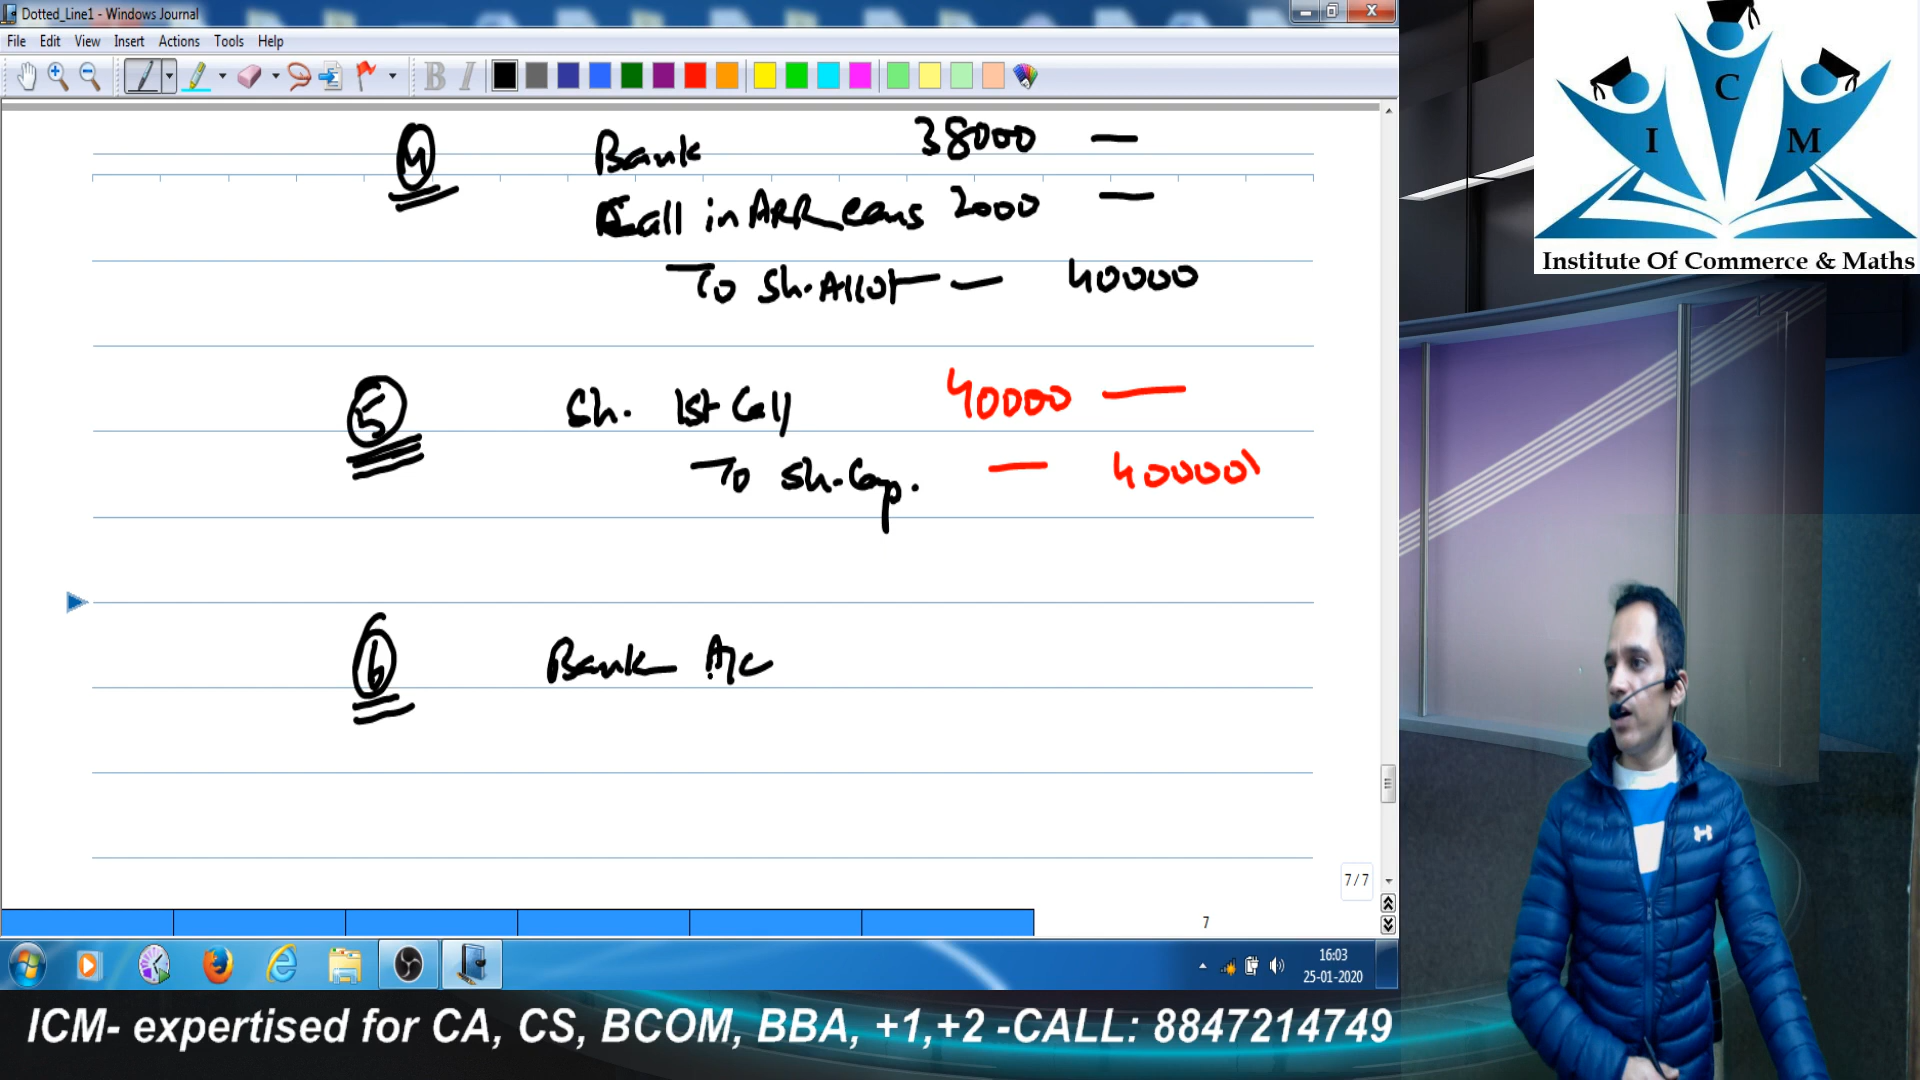 Dotted_Line1 - Windows Journal
File Edit View Insert Actions Tools Help
B I
4 Bank 38000 —
Call in ARRears 2000 —
To Sh. Allot — 40000
5 Sh. 1st Call 40000 —
To Sh. Cap. — 40000
6 Bank A/c
7/7
7
16:03
25-01-2020
I C M
Institute Of Commerce & Maths
ICM- expertised for CA, CS, BCOM, BBA, +1,+2 -CALL: 8847214749